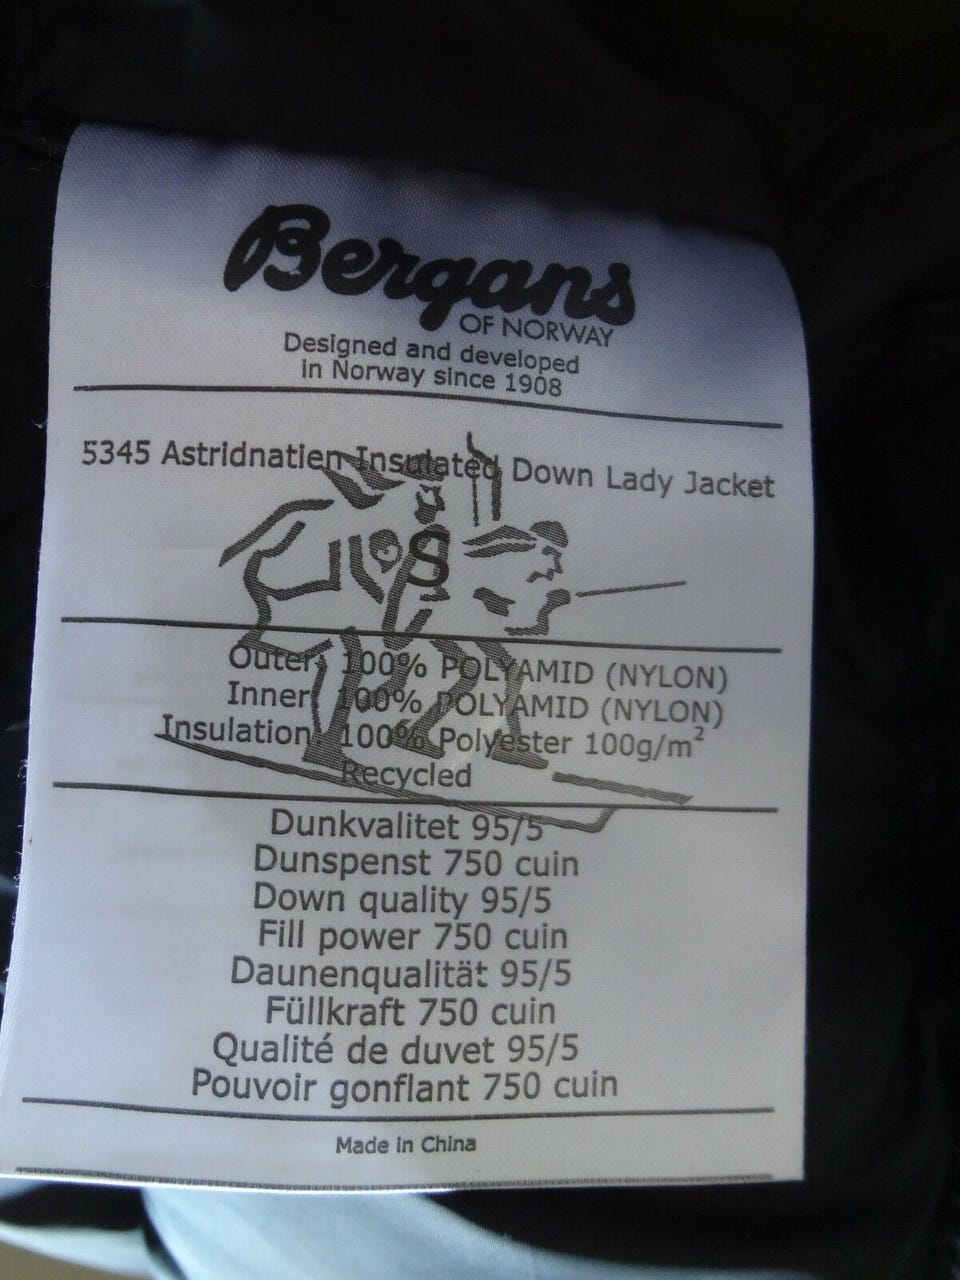 Bergans
OF NORWAY
Designed and developed
in Norway since 1908
5345 Astridnatien Insulated Down Lady Jacket
S
Outer: 100% POLYAMID (NYLON)
Inner: 100% POLYAMID (NYLON)
Insulation: 100% Polyester 100g/m²
Recycled
Dunkvalitet 95/5
Dunspenst 750 cuin
Down quality 95/5
Fill power 750 cuin
Daunenqualität 95/5
Füllkraft 750 cuin
Qualité de duvet 95/5
Pouvoir gonflant 750 cuin
Made in China